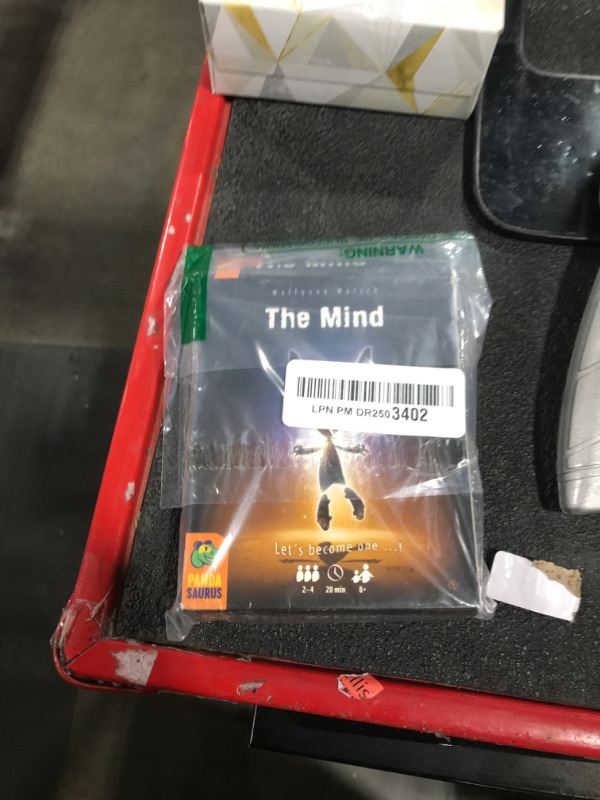 WARNING:
Wolfgang Warsch
The Mind
LPN PM DR2503402
Let's become one ...!
2-4 20 min 8+
PANDA
SAURUS